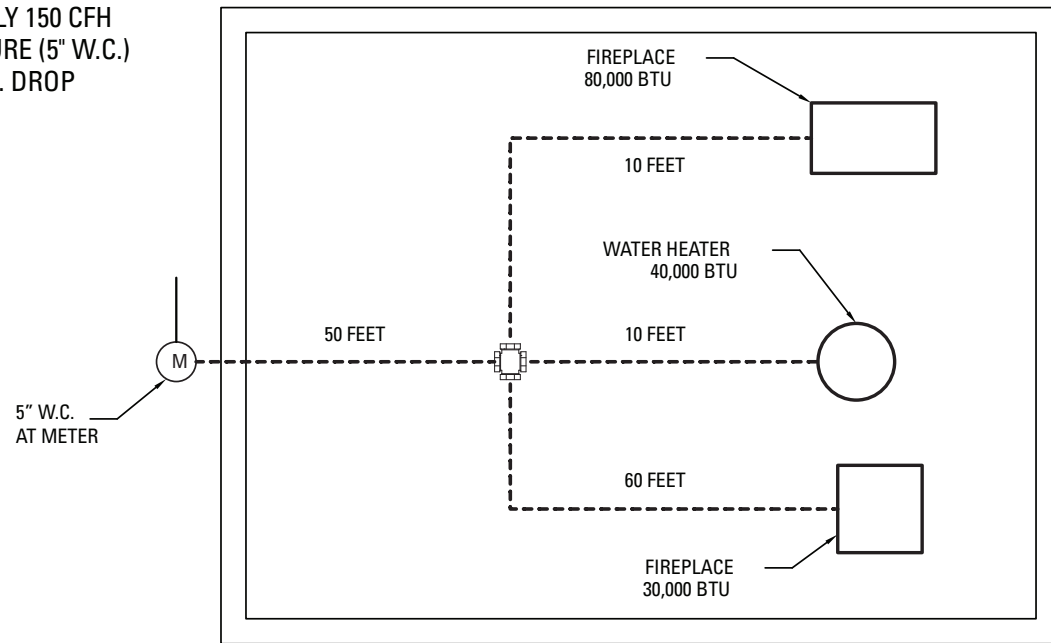 LY 150 CFH
URE (5" W.C.)
. DROP
FIREPLACE
80,000 BTU
10 FEET
WATER HEATER
40,000 BTU
50 FEET
10 FEET
M
5” W.C.
AT METER
60 FEET
FIREPLACE
30,000 BTU